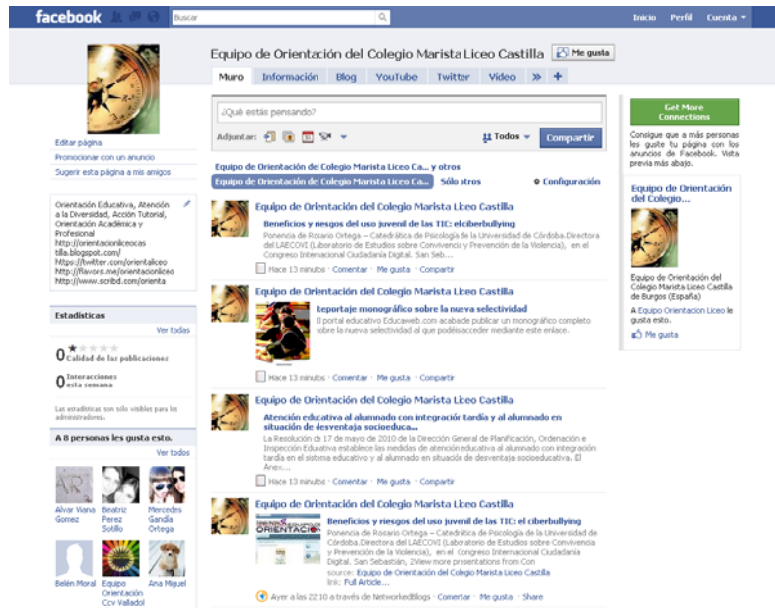 facebook
Buscar
Inicio Perfil Cuenta
Equipo de Orientación del Colegio Marista Liceo Castilla Me gusta
Muro Información Blog YouTube Twitter Vídeo » +
¿Qué estás pensando?
Adjuntar: Todos Compartir
Editar página
Promocionar con un anuncio
Sugerir esta página a mis amigos
Orientación Educativa, Atención
a la Diversidad, Acción Tutorial,
Orientación Académica y
Profesional
http://orientacionliceocas
tilla.blogspot.com/
https://twitter.com/orientaliceo
http://flavors.me/orientacionliceo
http://www.scribd.com/orienta
Estadísticas
Ver todas
0 Calidad de las publicaciones
0 Interacciones
esta semana
Las estadísticas son sólo visibles para los
administradores.
A 8 personas les gusta esto.
Ver todos
Alvar Viana
Gomez
Beatriz
Perez
Sotillo
Mercedes
Gandía
Ortega
Belén Moral
Equipo
Orientación
Ccv Valladol
Ana Miguel
Equipo de Orientación de Colegio Marista Liceo Ca... y otros
Equipo de Orientación de Colegio Marista Liceo Ca... Sólo otros Configuración
Equipo de Orientación del Colegio Marista Liceo Castilla
Beneficios y riesgos del uso juvenil de las TIC: elciberbullying
Ponencia de Rosario Ortega – Catedrática de Psicología de la Universidad de Córdoba.Directora
del LAECOVI (Laboratorio de Estudios sobre Convivencia y Prevención de la Violencia), en el
Congreso Internacional Ciudadanía Digital. San Seb...
Hace 13 minutos · Comentar · Me gusta · Compartir
Equipo de Orientación del Colegio Marista Liceo Castilla
teportaje monográfico sobre la nueva selectividad
Il portal educativo Educaweb.com acabade publicar un monográfico completo
obre la nueva selectividad al que podéisacceder mediante este enlace.
Hace 13 minutos · Comentar · Me gusta · Compartir
Equipo de Orientación del Colegio Marista Liceo Castilla
Atención educativa al alumnado con integración tardía y al alumnado en
situación de desventaja socioeduca...
La Resolución de 17 de mayo de 2010 de la Dirección General de Planificación, Ordenación e
Inspección Educativa establece las medidas de atencióneducativa al alumnado con integración
tardía en el sistema educativo y al alumnado en situación de desventaja socioeducativa. El
Anex...
Hace 13 minutos · Comentar · Me gusta · Compartir
Equipo de Orientación del Colegio Marista Liceo Castilla
ORIENTACIÓN
Beneficios y riesgos del uso juvenil de las TIC: el ciberbullying
Ponencia de Rosario Ortega – Catedrática de Psicología de la Universidad de
Córdoba.Directora del LAECOVI (Laboratorio de Estudios sobre Convivencia
y Prevención de la Violencia), en el Congreso Internacional Ciudadanía
Digital. San Sebastián, 2View more presentations from Con
source: Equipo de Orientación del Colegio Marista Liceo Castilla
link: Full Article...
Ayer a las 22:10 a través de NetworkedBlogs · Comentar · Me gusta · Share
Get More
Connections
Consigue que a más personas
les guste tu página con los
anuncios de Facebook. Vista
previa más abajo.
Equipo de Orientación
del Colegio...
Equipo de Orientación del
Colegio Marista Liceo Castilla
de Burgos (España)
A Equipo Orientacion Liceo le
gusta esto.
Me gusta